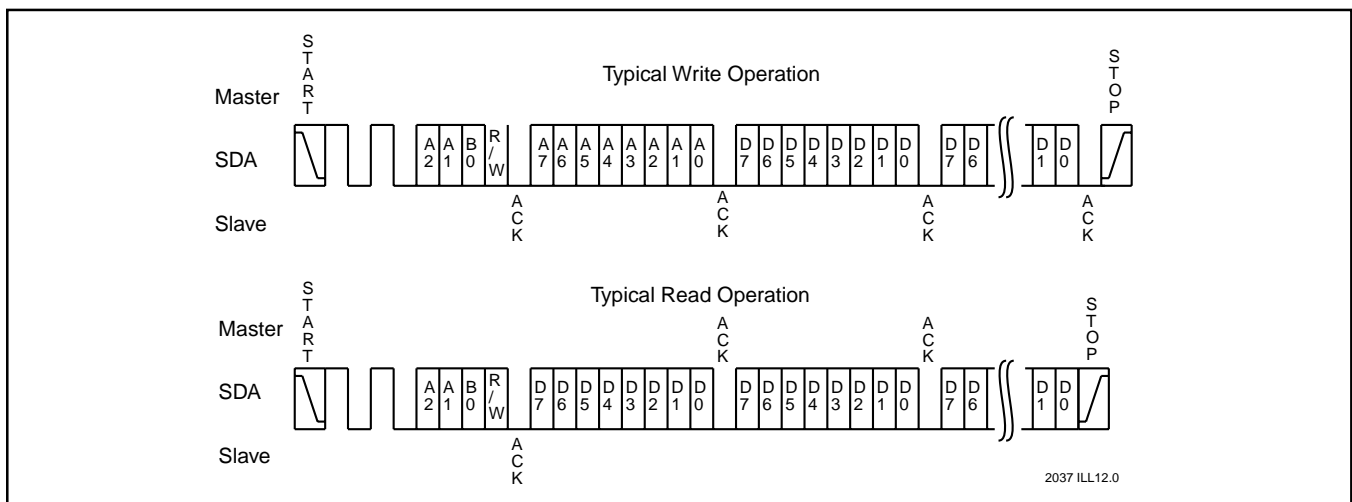 START
Typical Write Operation
STOP
Master
SDA
A2 A1 B0 R/W A7 A6 A5 A4 A3 A2 A1 A0 D7 D6 D5 D4 D3 D2 D1 D0 D7 D6 D1 D0
Slave
ACK ACK ACK ACK
START
Typical Read Operation
ACK ACK
STOP
Master
SDA
A2 A1 B0 R/W D7 D6 D5 D4 D3 D2 D1 D0 D7 D6 D5 D4 D3 D2 D1 D0 D7 D6 D1 D0
Slave
ACK
2037 ILL12.0